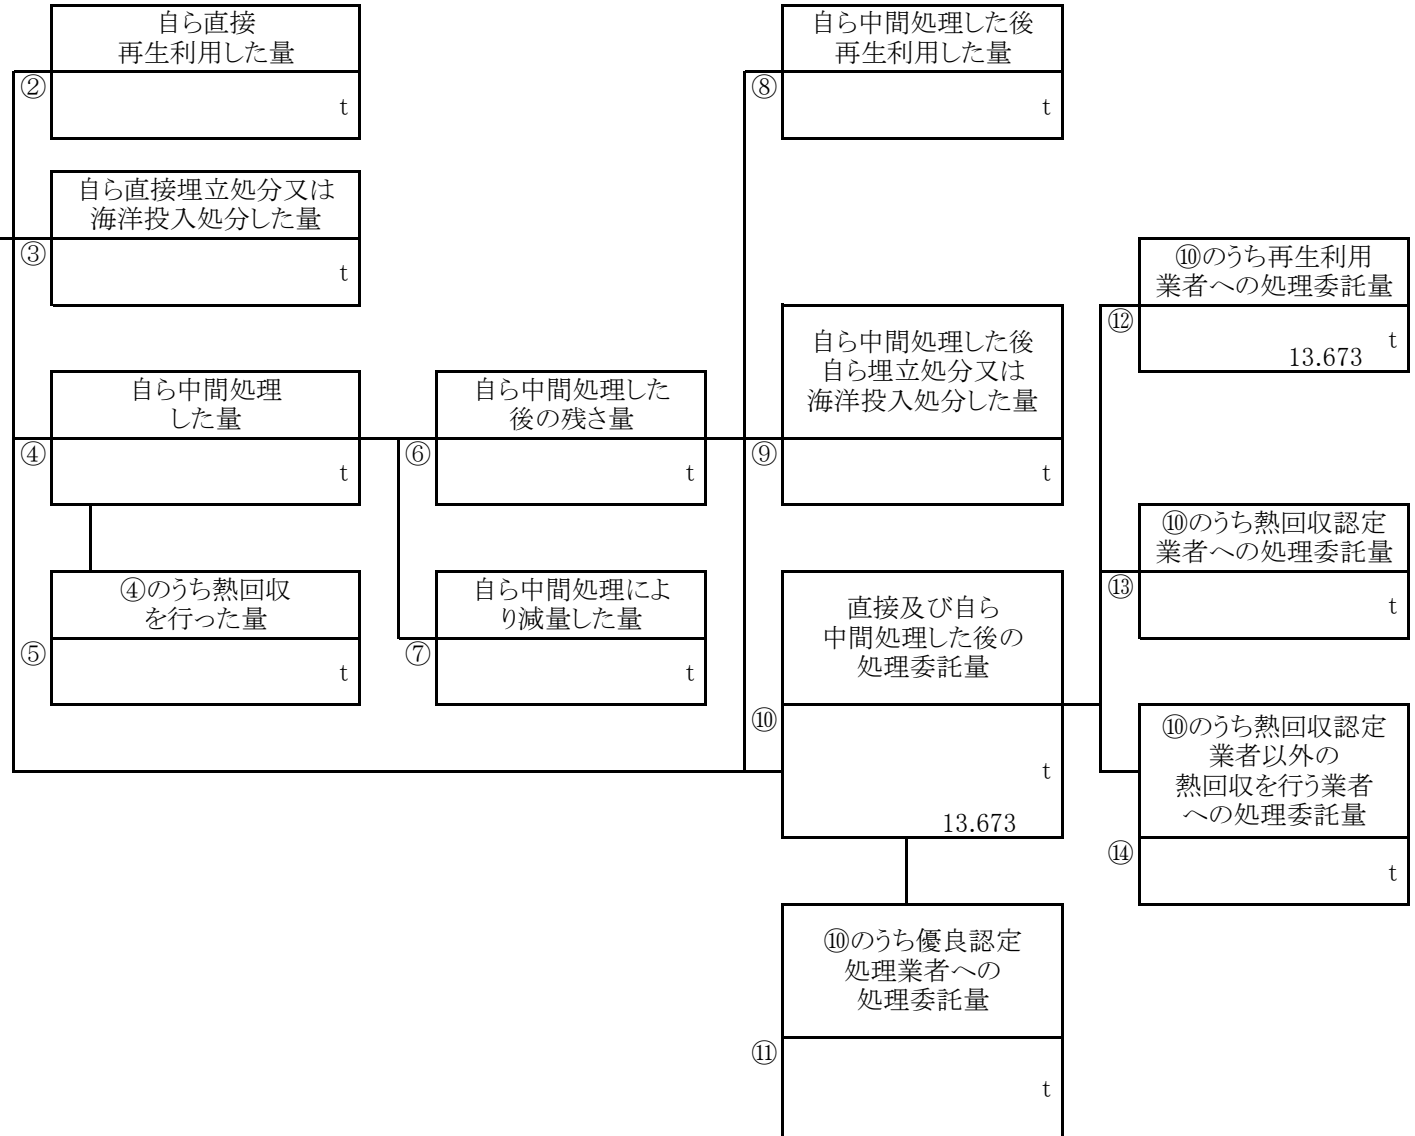 自ら直接
再生利用した量
②
t
自ら直接埋立処分又は
海洋投入処分した量
③
t
自ら中間処理
した量
④
t
④のうち熱回収
を行った量
⑤
t
自ら中間処理した
後の残さ量
⑥
t
自ら中間処理によ
り減量した量
⑦
t
自ら中間処理した後
再生利用した量
⑧
t
自ら中間処理した後
自ら埋立処分又は
海洋投入処分した量
⑨
t
直接及び自ら
中間処理した後の
処理委託量
⑩
t
13.673
⑩のうち優良認定
処理業者への
処理委託量
⑪
t
⑩のうち再生利用
業者への処理委託量
⑫
t
13.673
⑩のうち熱回収認定
業者への処理委託量
⑬
t
⑩のうち熱回収認定
業者以外の
熱回収を行う業者
への処理委託量
⑭
t